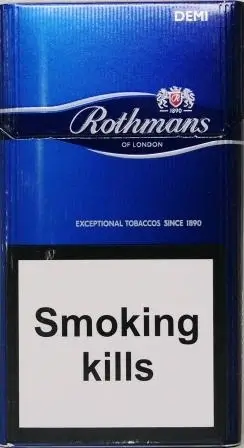 DEMI
1890
Rothmans
OF LONDON
EXCEPTIONAL TOBACCOS SINCE 1890
Smoking
kills